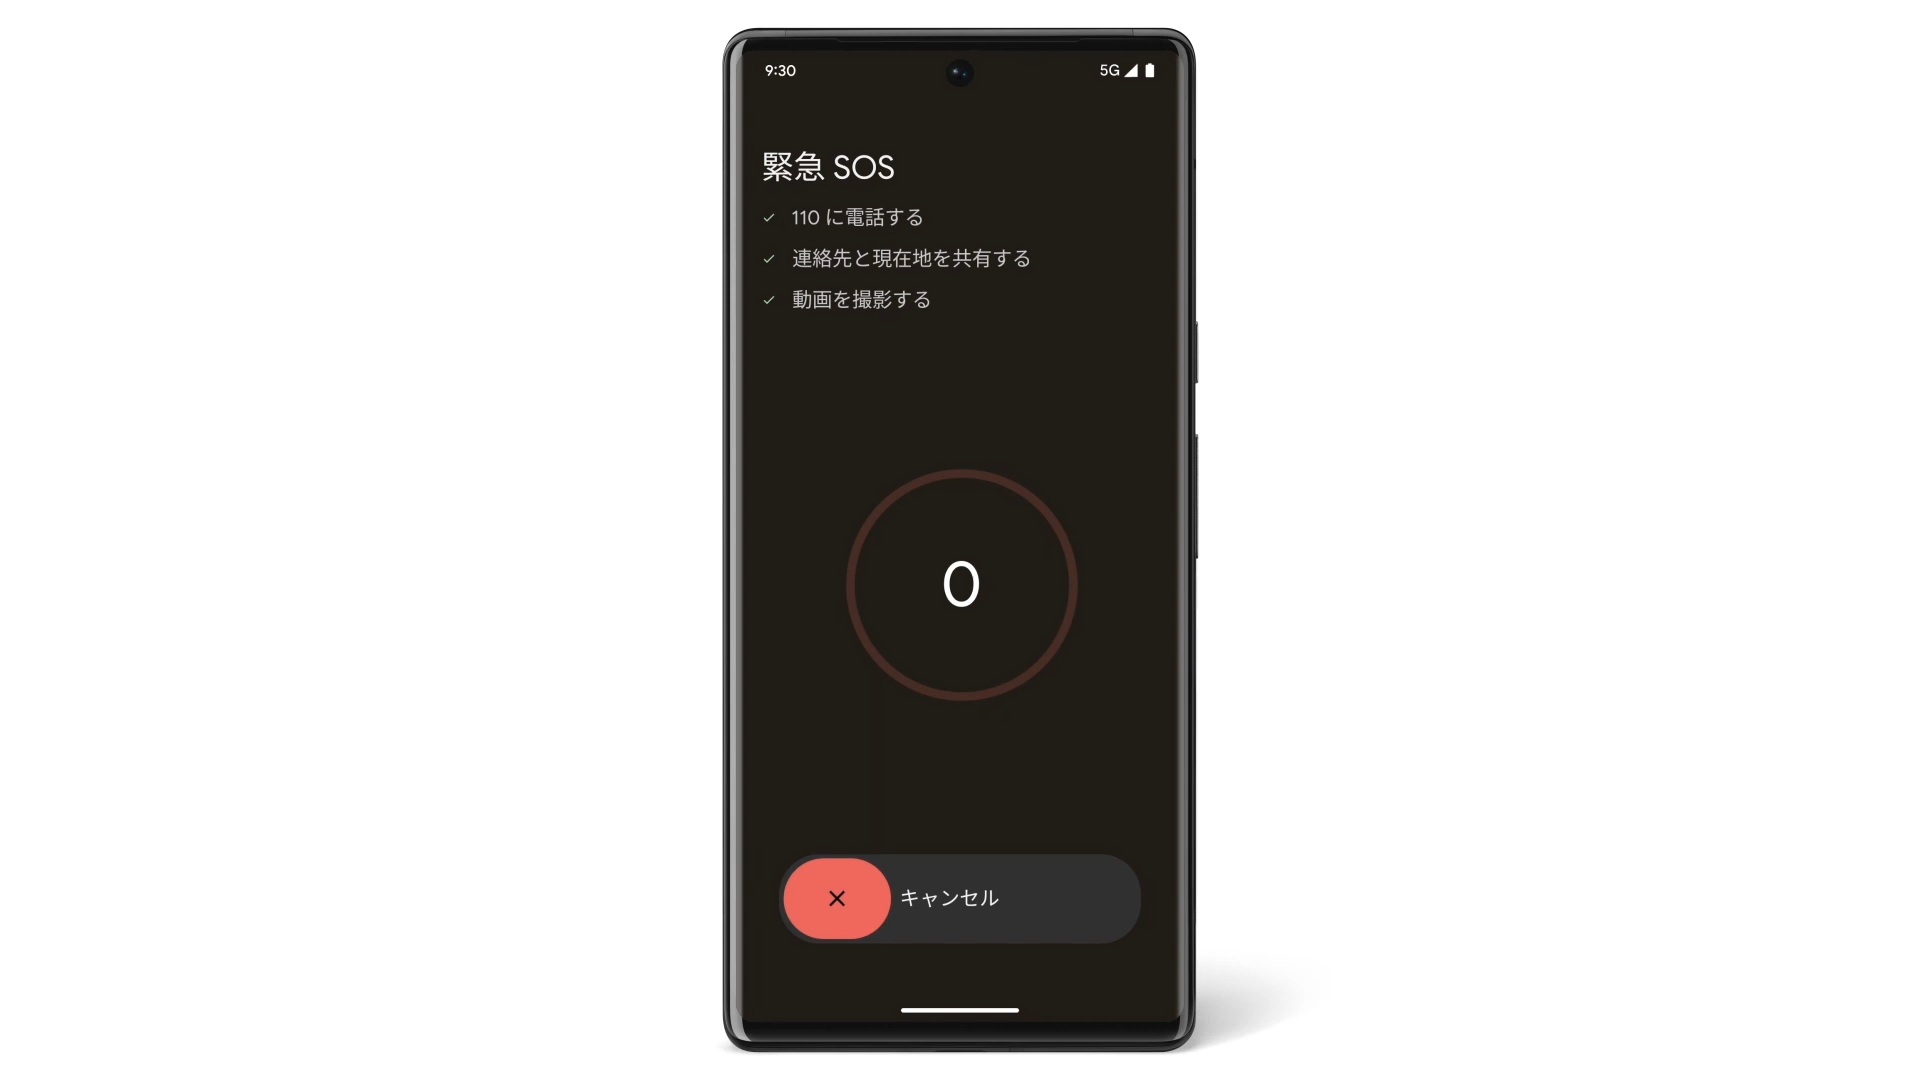 9:30
5G
緊急 SOS
110 に電話する
連絡先と現在地を共有する
動画を撮影する
0
キャンセル